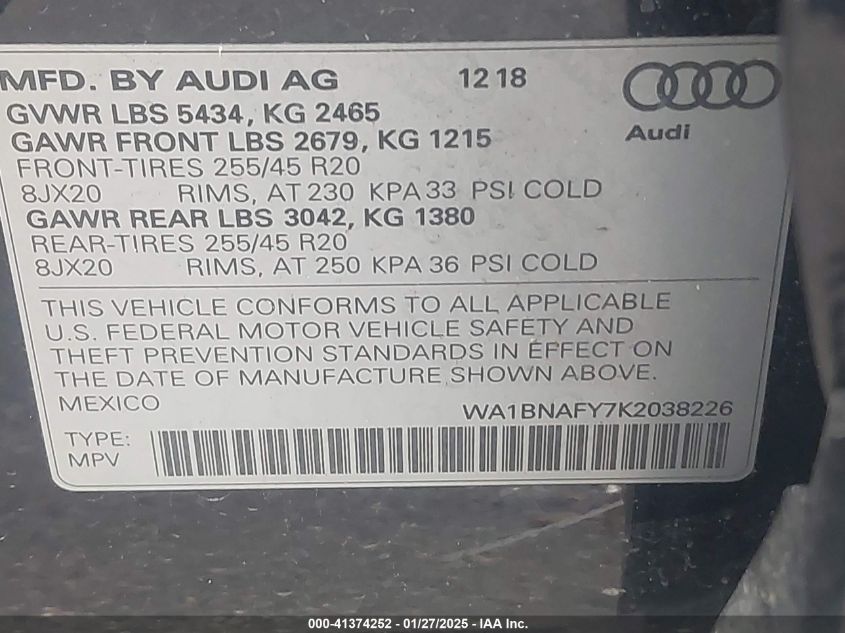 MFD. BY AUDI AG 12 18
GVWR LBS 5434, KG 2465
GAWR FRONT LBS 2679, KG 1215
Audi
FRONT-TIRES 255/45 R20
8JX20 RIMS, AT 230 KPA 33 PSI COLD
GAWR REAR LBS 3042, KG 1380
REAR-TIRES 255/45 R20
8JX20 RIMS, AT 250 KPA 36 PSI COLD
THIS VEHICLE CONFORMS TO ALL APPLICABLE
U.S. FEDERAL MOTOR VEHICLE SAFETY AND
THEFT PREVENTION STANDARDS IN EFFECT ON
THE DATE OF MANUFACTURE SHOWN ABOVE.
MEXICO WA1BNAFY7K2038226
TYPE:
MPV
000-41374252 - 01/27/2025 - IAA Inc.